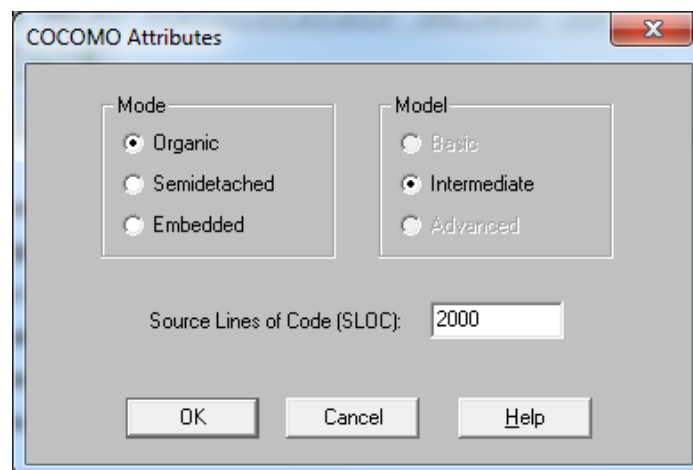 COCOMO Attributes
Mode
Organic
Semidetached
Embedded
Model
Basic
Intermediate
Advanced
Source Lines of Code (SLOC): 2000
OK Cancel Help